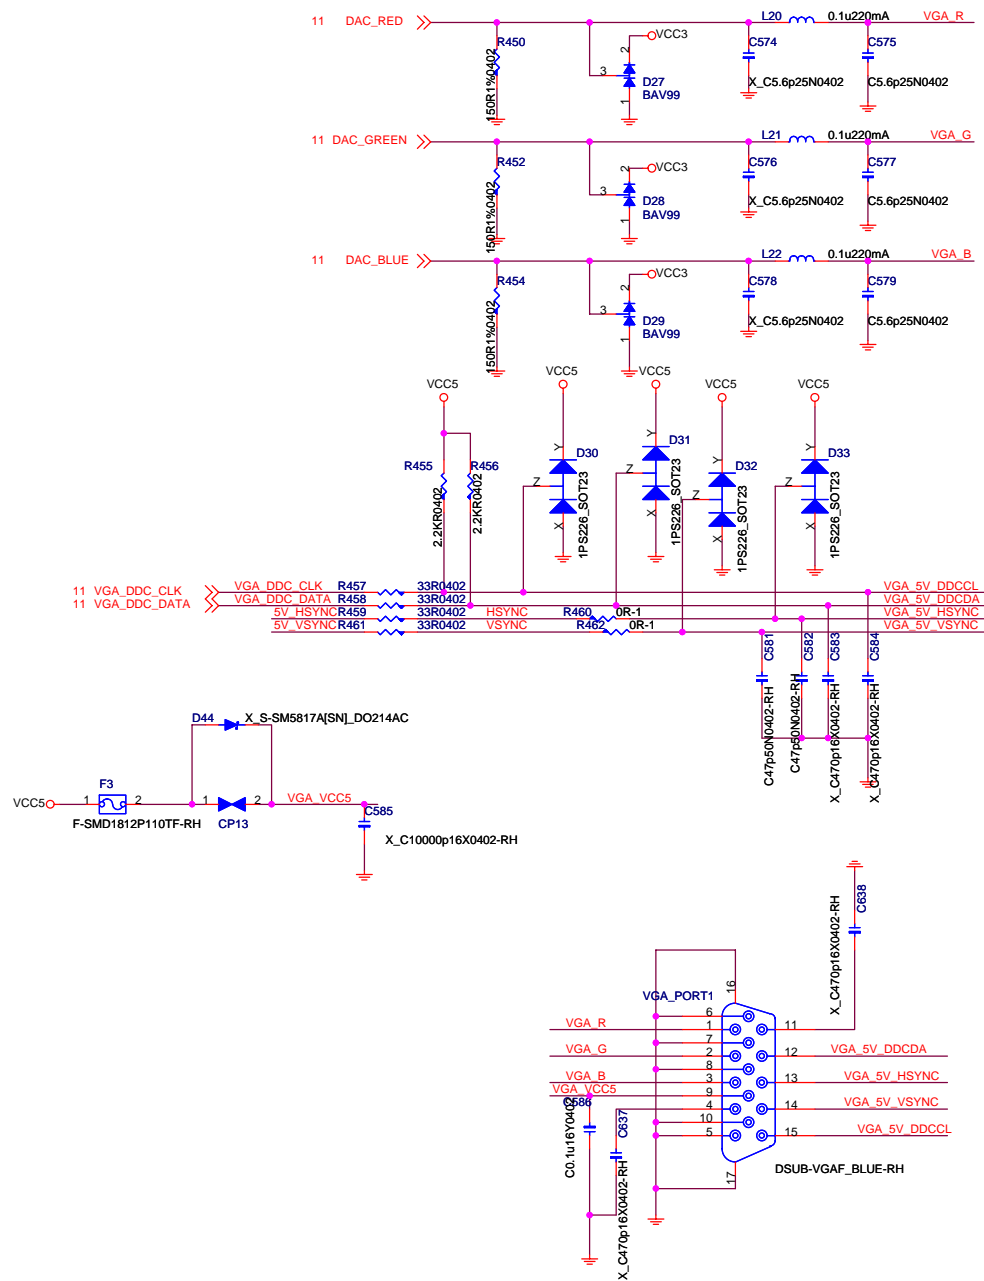 11 DAC_RED
L20 0.1u220mA VGA_R
R450
150R1%0402
2
VCC3
3
D27
BAV99
1
C574
X_C5.6p25N0402
C575
C5.6p25N0402
11 DAC_GREEN
L21 0.1u220mA VGA_G
R452
150R1%0402
2
VCC3
3
D28
BAV99
1
C576
X_C5.6p25N0402
C577
C5.6p25N0402
11 DAC_BLUE
L22 0.1u220mA VGA_B
R454
150R1%0402
2
VCC3
3
D29
BAV99
1
C578
X_C5.6p25N0402
C579
C5.6p25N0402
VCC5
VCC5
VCC5
VCC5
VCC5
R455
2.2KR0402
R456
2.2KR0402
Y
Z
X
D30
1PS226_SOT23
Y
Z
X
D31
1PS226_SOT23
Y
Z
X
D32
1PS226_SOT23
Y
Z
X
D33
1PS226_SOT23
11 VGA_DDC_CLK VGA_DDC_CLK R457 33R0402 VGA_5V_DDCCL
11 VGA_DDC_DATA VGA_DDC_DATA R458 33R0402 VGA_5V_DDCDA
5V_HSYNC R459 33R0402 HSYNC R460 0R-1 VGA_5V_HSYNC
5V_VSYNC R461 33R0402 VSYNC R462 0R-1 VGA_5V_VSYNC
C581
C47p50N0402-RH
C582
C47p50N0402-RH
C583
X_C470p16X0402-RH
C584
X_C470p16X0402-RH
D44 X_S-SM5817A[SN]_DO214AC
VCC5
F3
1 2
F-SMD1812P110TF-RH
1 2
CP13
VGA_VCC5
C585
X_C10000p16X0402-RH
C638
X_C470p16X0402-RH
VGA_PORT1
16
6
VGA_R 1 11
7
VGA_G 2 12 VGA_5V_DDCDA
8
VGA_B 3 13 VGA_5V_HSYNC
VGA_VCC5 9
4 14 VGA_5V_VSYNC
10
5 15 VGA_5V_DDCCL
17
DSUB-VGAF_BLUE-RH
C586
C0.1u16Y0402
C637
X_C470p16X0402-RH